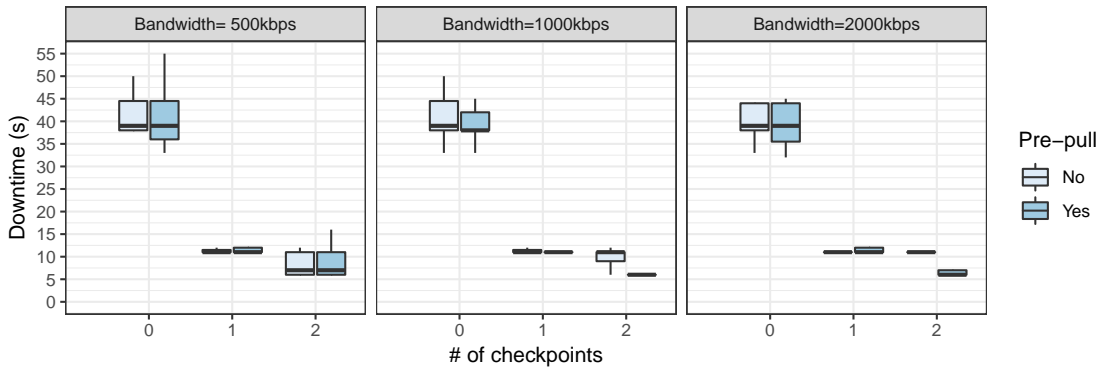 Bandwidth= 500kbps
Bandwidth=1000kbps
Bandwidth=2000kbps
Downtime (s)
55
50
45
40
35
30
25
20
15
10
5
0
0 1 2
0 1 2
0 1 2
# of checkpoints
Pre−pull
No
Yes